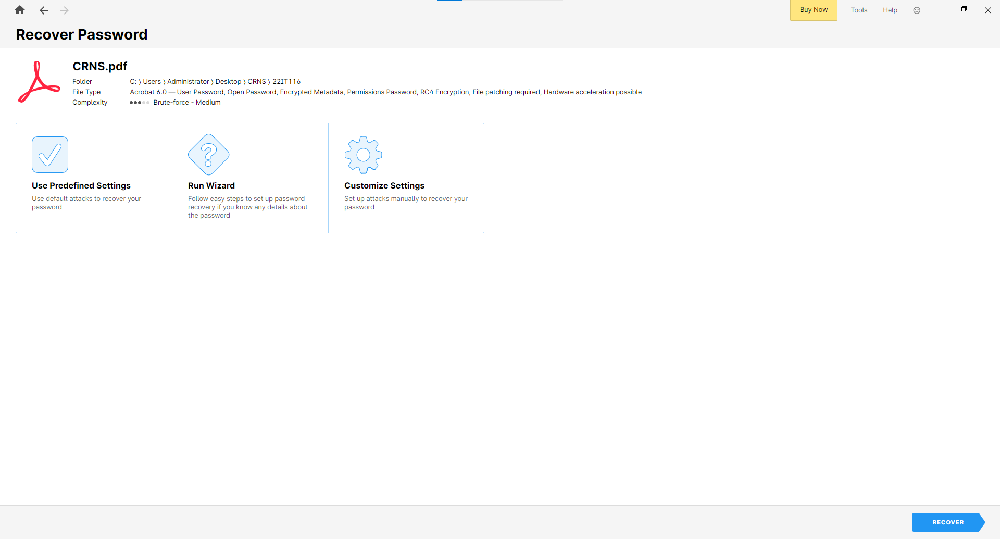 Buy Now
Tools
Help
Recover Password
CRNS.pdf
Folder C: ⟩ Users ⟩ Administrator ⟩ Desktop ⟩ CRNS ⟩ 22IT116
File Type Acrobat 6.0 — User Password, Open Password, Encrypted Metadata, Permissions Password, RC4 Encryption, File patching required, Hardware acceleration possible
Complexity Brute-force - Medium
Use Predefined Settings
Use default attacks to recover your
password
Run Wizard
Follow easy steps to set up password
recovery if you know any details about
the password
Customize Settings
Set up attacks manually to recover your
password
RECOVER